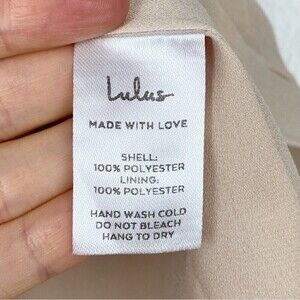 Lulus
MADE WITH LOVE
SHELL:
100% POLYESTER
LINING:
100% POLYESTER
HAND WASH COLD
DO NOT BLEACH
HANG TO DRY